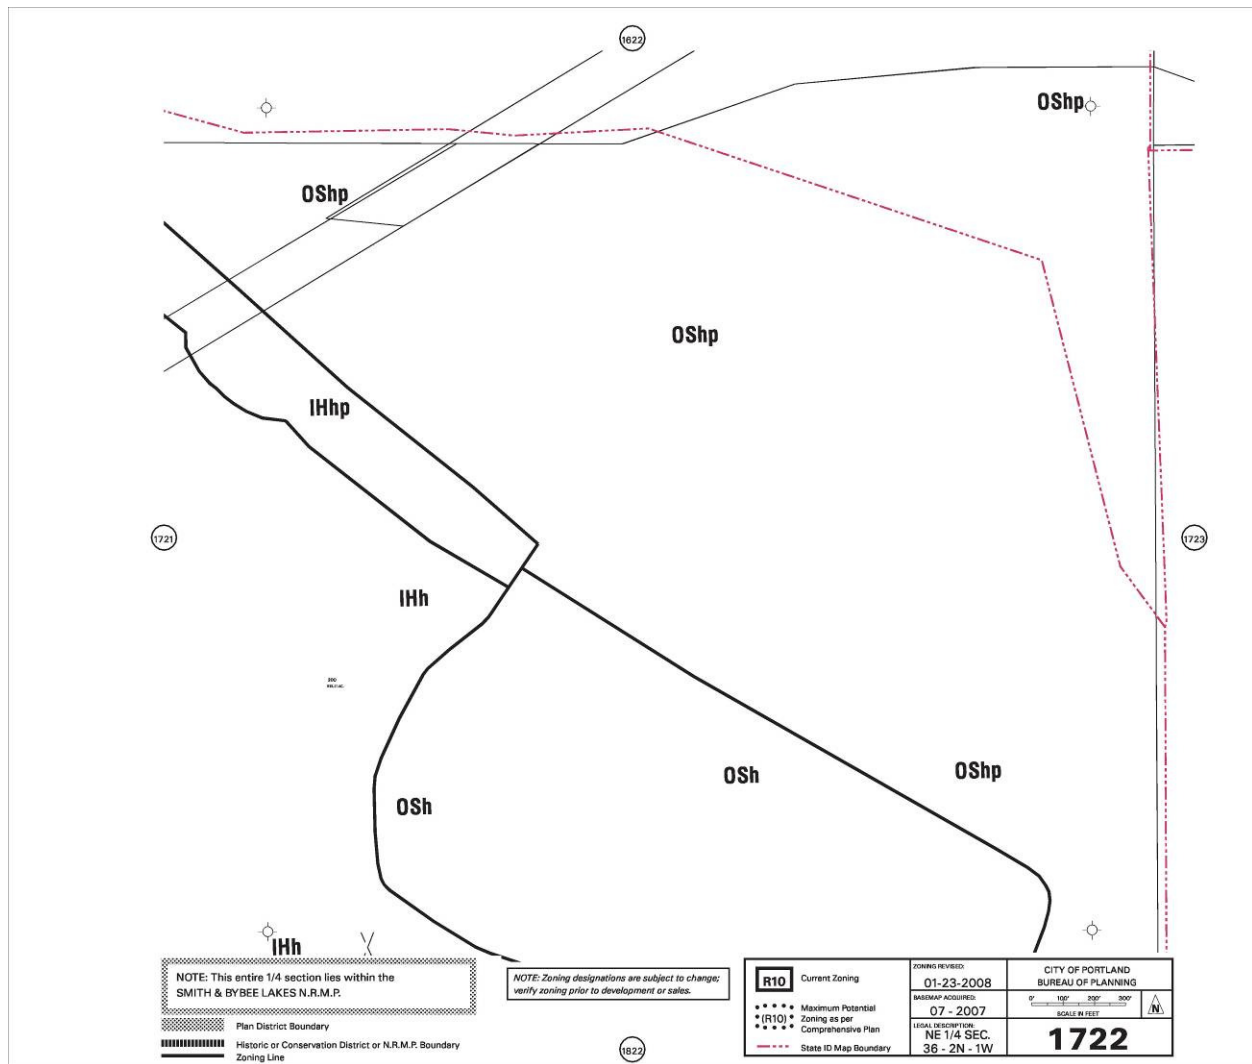 1622
OShp
OShp
OShp
IHhp
1721
1723
IHh
200
OShp
OSh
OSh
IHh
NOTE: This entire 1/4 section lies within the
SMITH & BYBEE LAKES N.R.M.P.
Plan District Boundary
Historic or Conservation District or N.R.M.P. Boundary
Zoning Line
NOTE: Zoning designations are subject to change;
verify zoning prior to development or sales.
1822
R10 Current Zoning
(R10) Maximum Potential
Zoning as per
Comprehensive Plan
State ID Map Boundary
ZONING REVISED:
01-23-2008
BASEMAP ACQUIRED:
07 - 2007
LEGAL DESCRIPTION:
NE 1/4 SEC.
36 - 2N - 1W
CITY OF PORTLAND
BUREAU OF PLANNING
0' 100' 200' 300'
SCALE IN FEET
N
1722